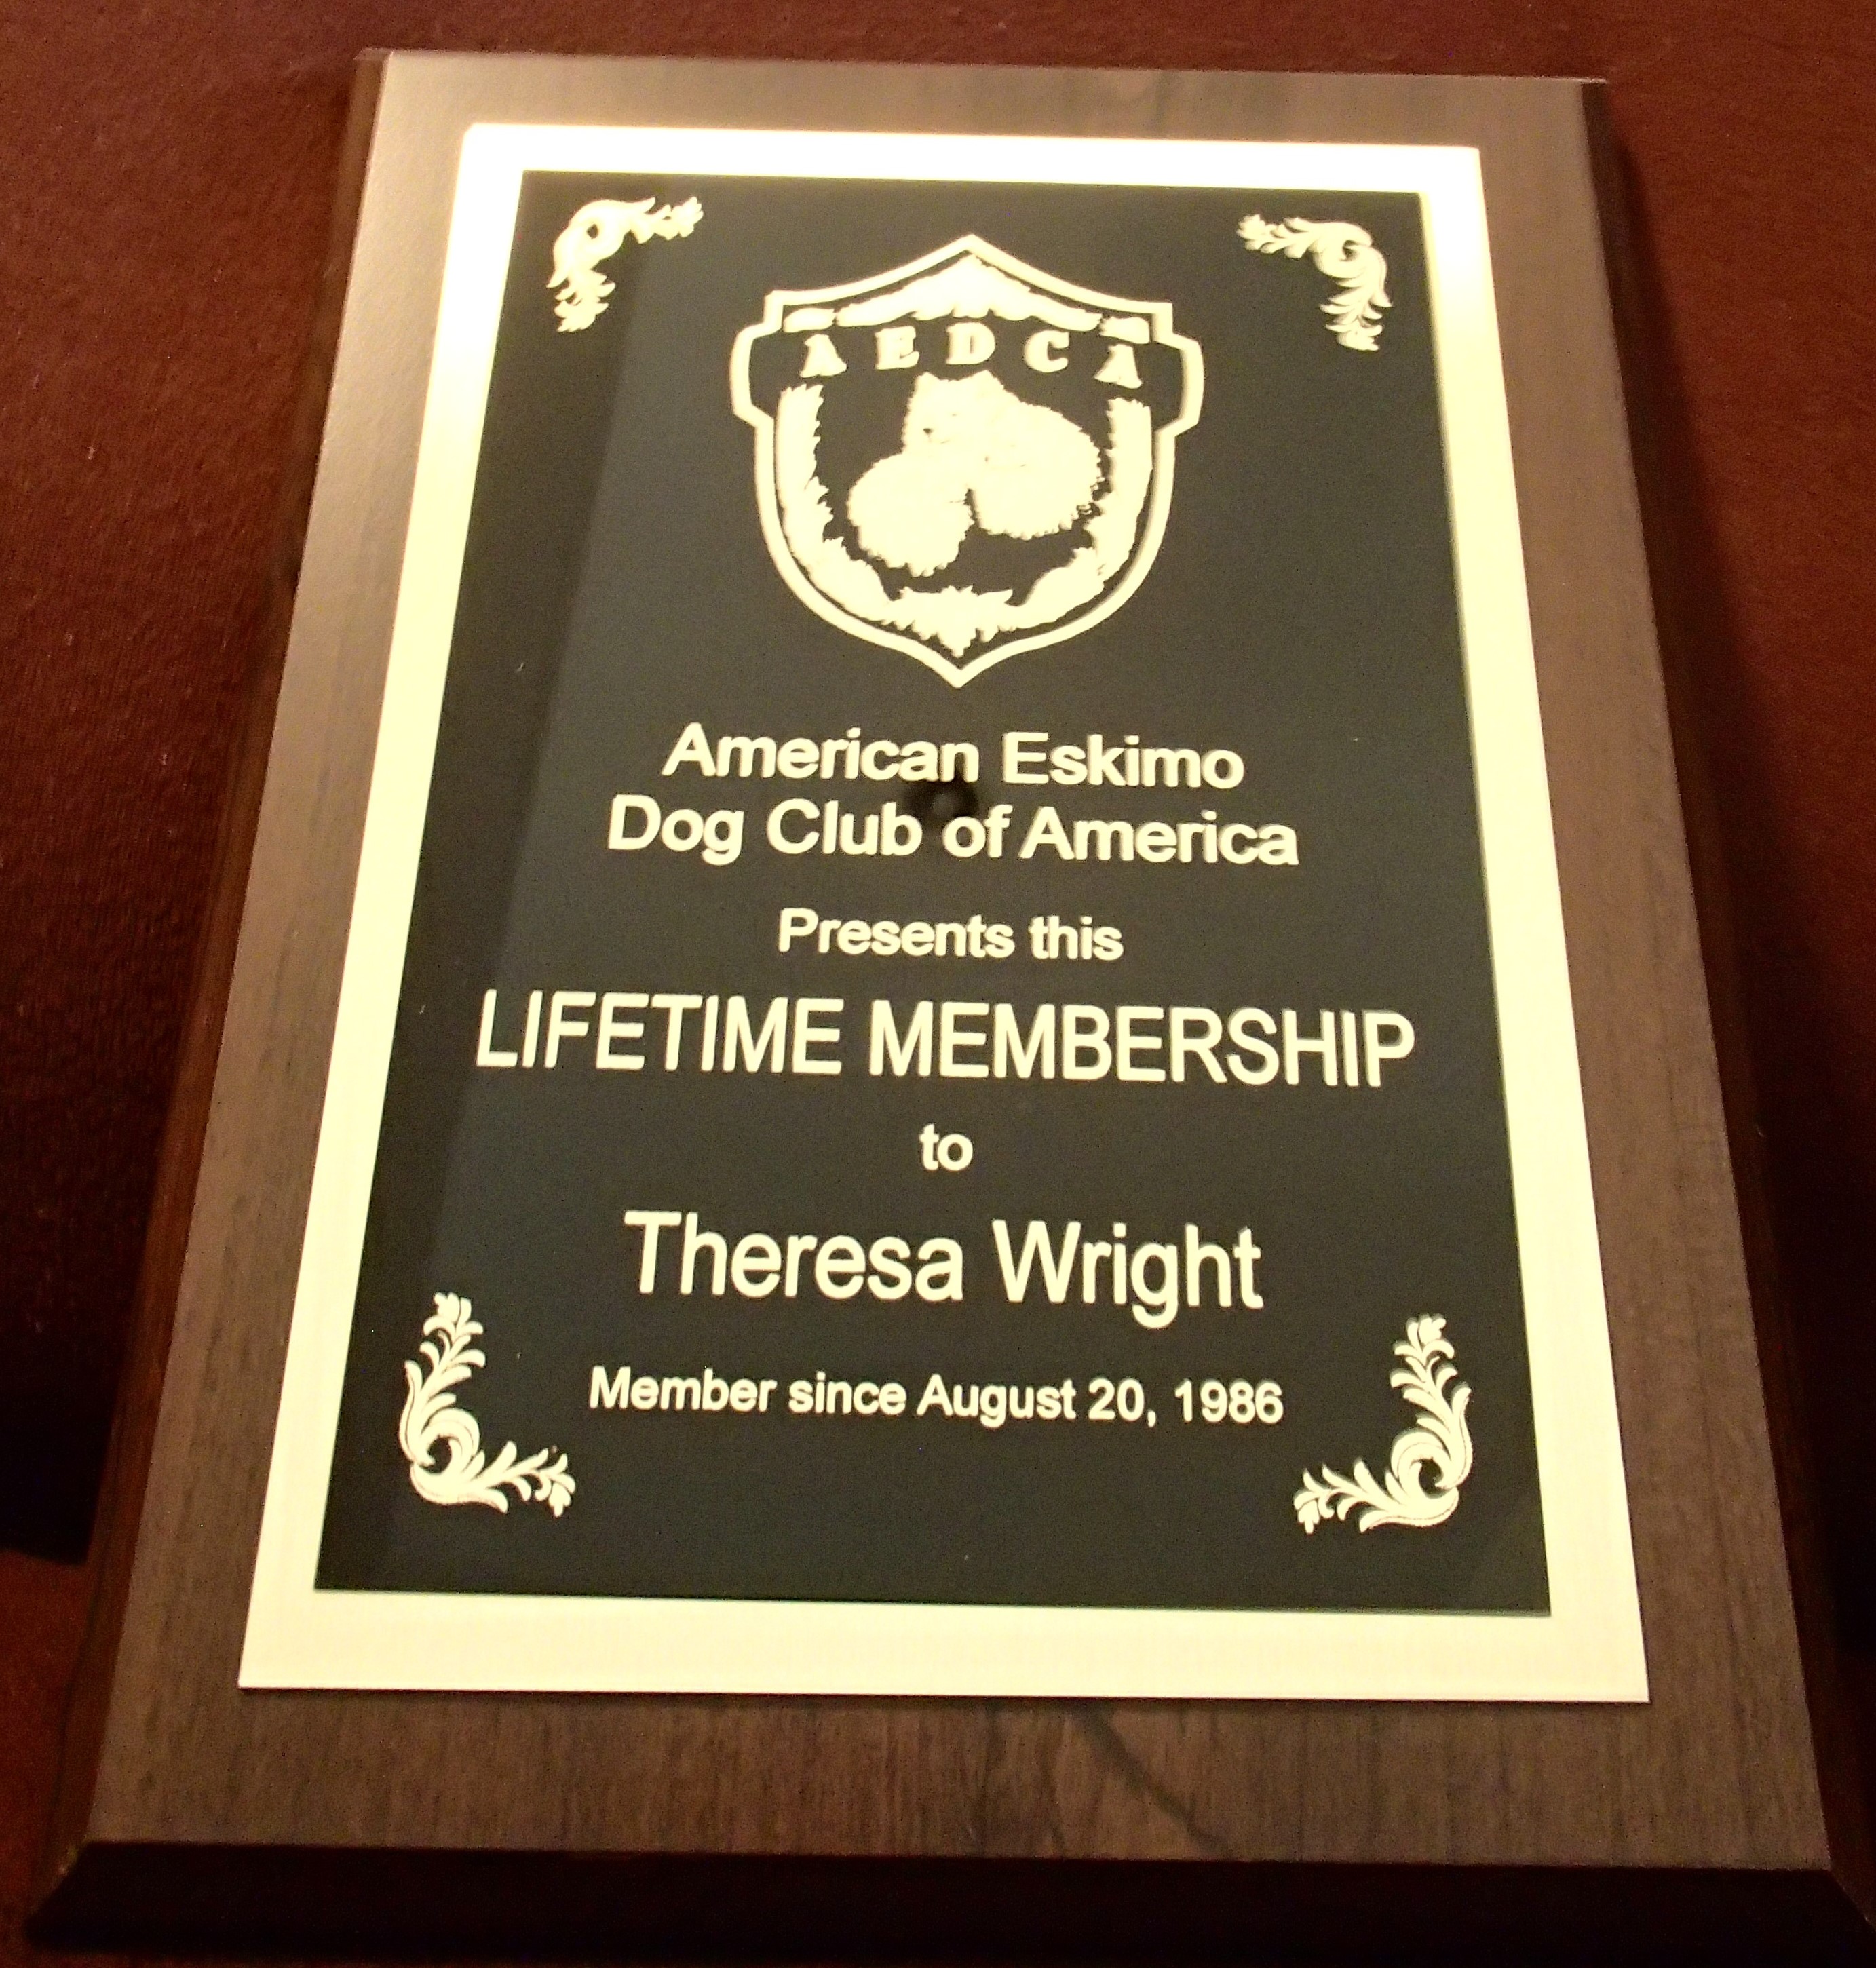 AEDCA
American Eskimo
Dog Club of America
Presents this
LIFETIME MEMBERSHIP
to
Theresa Wright
Member since August 20, 1986